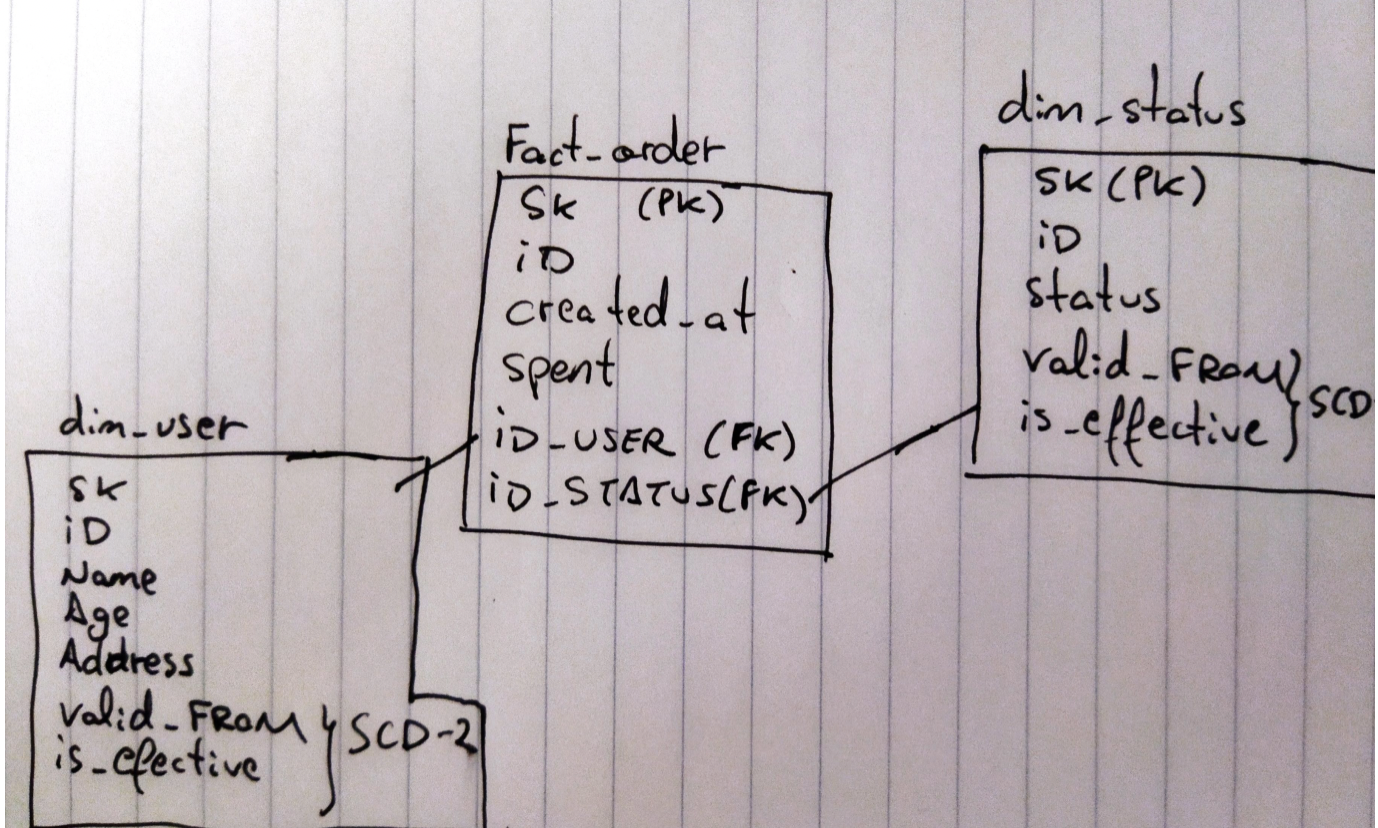 Fact_order
SK (PK)
iD
created_at
spent
iD_USER (FK)
iD_STATUS(FK)
dim_status
SK (PK)
iD
status
valid_FROM
is_effective
SCD
dim_user
SK
iD
Name
Age
Address
valid_FROM
is_efective
SCD-2